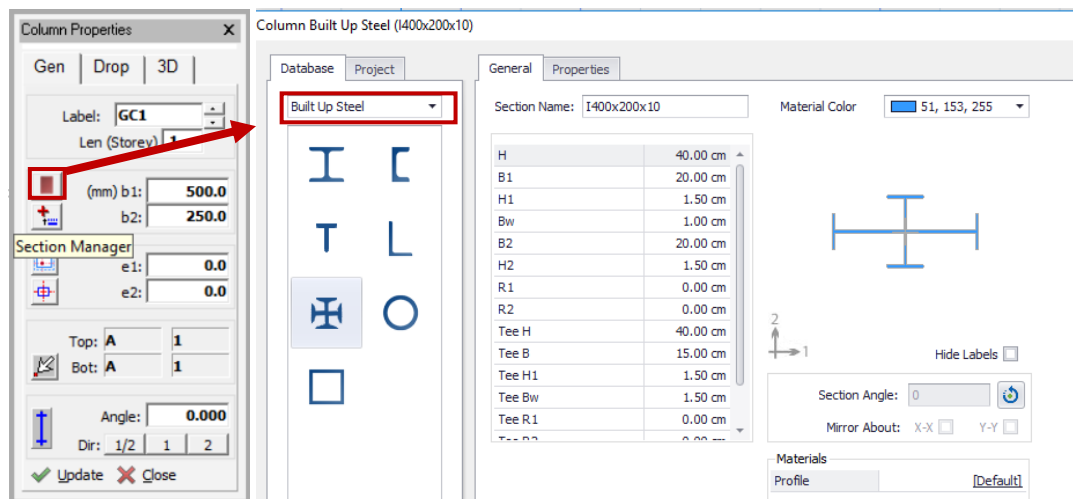 Column Properties X
Gen Drop 3D
Label: GC1
Len (Storey) 1
(mm) b1: 500.0
b2: 250.0
Section Manager
e1: 0.0
e2: 0.0
Top: A 1
Bot: A 1
Angle: 0.000
Dir: 1/2 1 2
Update Close
Column Built Up Steel (I400x200x10)
Database Project
Built Up Steel
General Properties
Section Name: I400x200x10
Material Color 51, 153, 255
H 40.00 cm
B1 20.00 cm
H1 1.50 cm
Bw 1.00 cm
B2 20.00 cm
H2 1.50 cm
R1 0.00 cm
R2 0.00 cm
Tee H 40.00 cm
Tee B 15.00 cm
Tee H1 1.50 cm
Tee Bw 1.50 cm
Tee R1 0.00 cm
2
1
Hide Labels
Section Angle: 0
Mirror About: X-X Y-Y
Materials
Profile [Default]